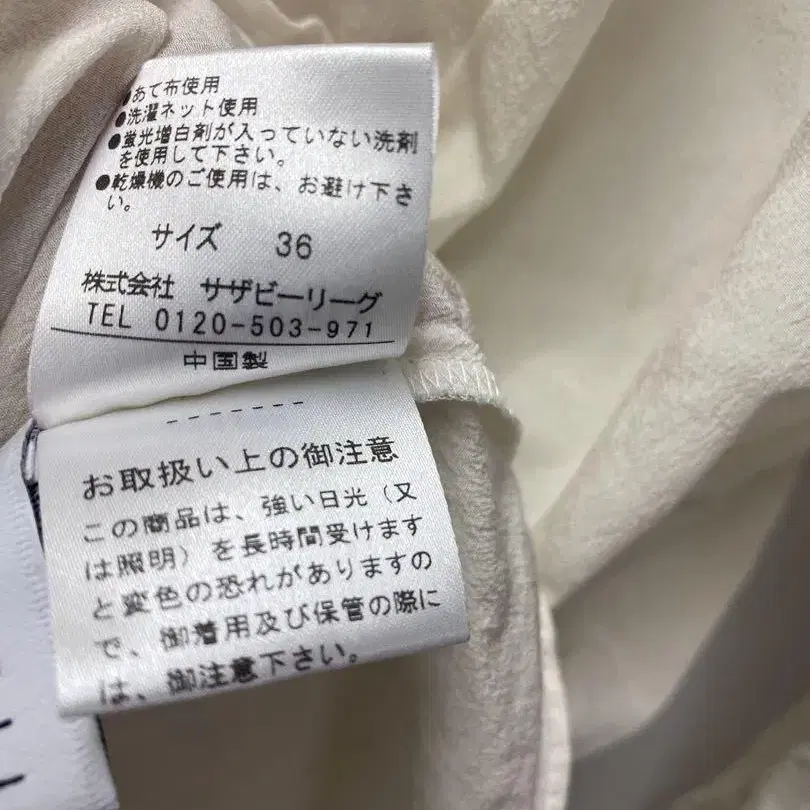 ●あて布使用
●洗濯ネット使用
●蛍光増白剤が入っていない洗剤
を使用して下さい。
●乾燥機のご使用は、お避け下さ
い。
サイズ 36
株式会社 サザビーリーグ
TEL 0120-503-971
中国製
-------
お取扱い上の御注意
この商品は、強い日光（又
は照明）を長時間受けます
と変色の恐れがありますの
で、御着用及び保管の際に
は、御注意下さい。